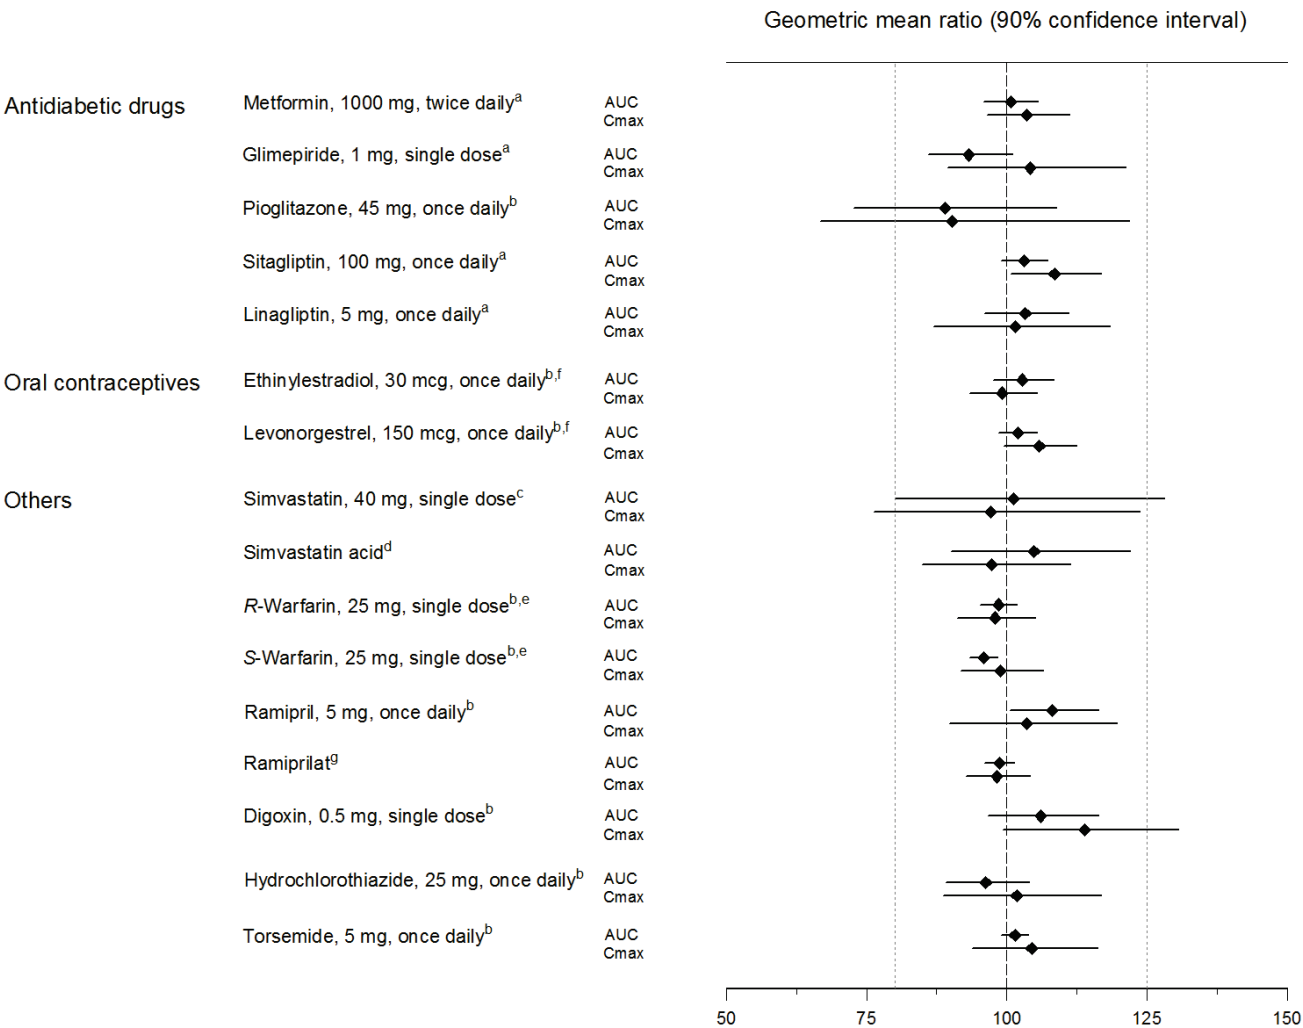 Geometric mean ratio (90% confidence interval)
Antidiabetic drugs
Metformin, 1000 mg, twice dailyᵃ AUC
Cmax
Glimepiride, 1 mg, single doseᵃ AUC
Cmax
Pioglitazone, 45 mg, once dailyᵇ AUC
Cmax
Sitagliptin, 100 mg, once dailyᵃ AUC
Cmax
Linagliptin, 5 mg, once dailyᵃ AUC
Cmax
Oral contraceptives
Ethinylestradiol, 30 mcg, once dailyᵇ,ᶠ AUC
Cmax
Levonorgestrel, 150 mcg, once dailyᵇ,ᶠ AUC
Cmax
Others
Simvastatin, 40 mg, single doseᶜ AUC
Cmax
Simvastatin acidᵈ AUC
Cmax
R-Warfarin, 25 mg, single doseᵇ,ᵉ AUC
Cmax
S-Warfarin, 25 mg, single doseᵇ,ᵉ AUC
Cmax
Ramipril, 5 mg, once dailyᵇ AUC
Cmax
Ramiprilatᵍ AUC
Cmax
Digoxin, 0.5 mg, single doseᵇ AUC
Cmax
Hydrochlorothiazide, 25 mg, once dailyᵇ AUC
Cmax
Torsemide, 5 mg, once dailyᵇ AUC
Cmax
50 75 100 125 150